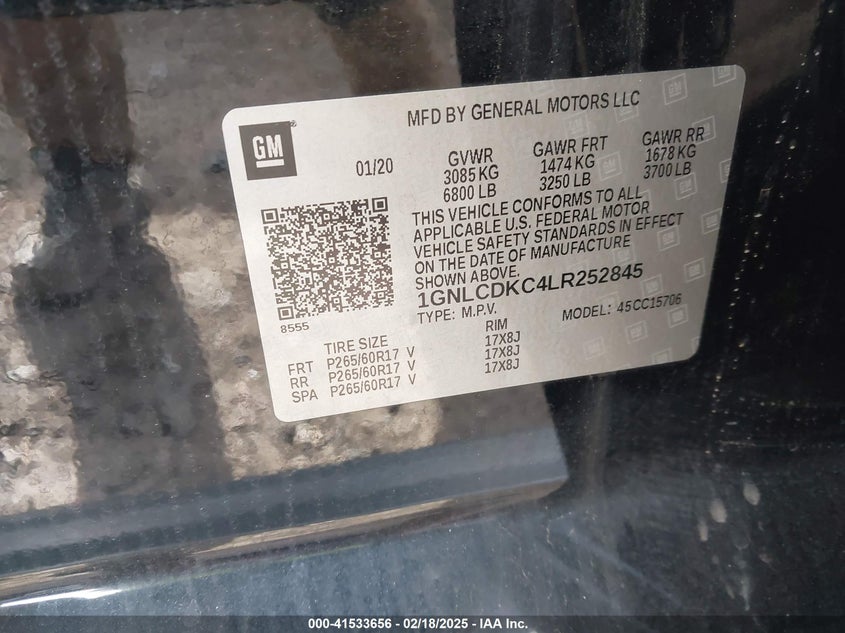 MFD BY GENERAL MOTORS LLC
GM
01/20
GVWR GAWR FRT GAWR RR
3085 KG 1474 KG 1678 KG
6800 LB 3250 LB 3700 LB
THIS VEHICLE CONFORMS TO ALL
APPLICABLE U.S. FEDERAL MOTOR
VEHICLE SAFETY STANDARDS IN EFFECT
ON THE DATE OF MANUFACTURE
SHOWN ABOVE.
1GNLCDKC4LR252845
TYPE: M.P.V. MODEL: 45CC15706
8555
TIRE SIZE RIM
FRT P265/60R17 V 17X8J
RR P265/60R17 V 17X8J
SPA P265/60R17 V 17X8J
000-41533656 - 02/18/2025 - IAA Inc.